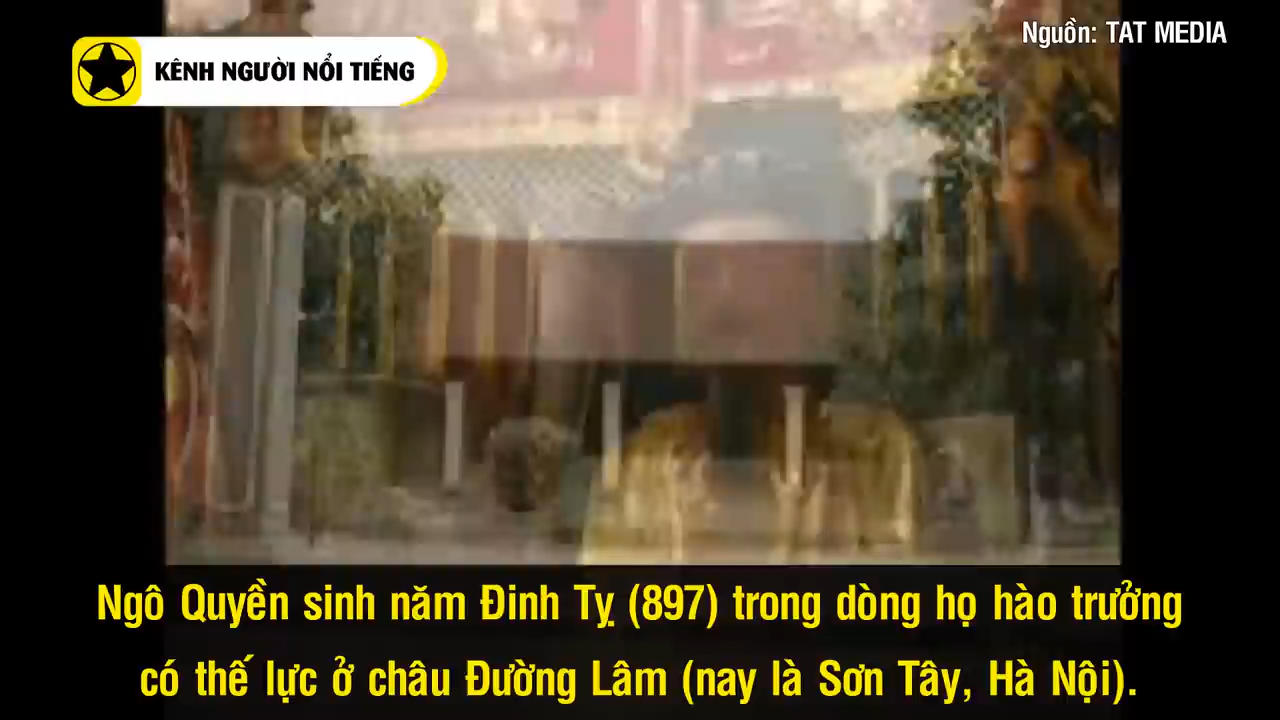 Nguồn: TAT MEDIA
KÊNH NGƯỜI NỔI TIẾNG
Ngô Quyền sinh năm Đinh Tỵ (897) trong dòng họ hào trưởng
có thế lực ở châu Đường Lâm (nay là Sơn Tây, Hà Nội).